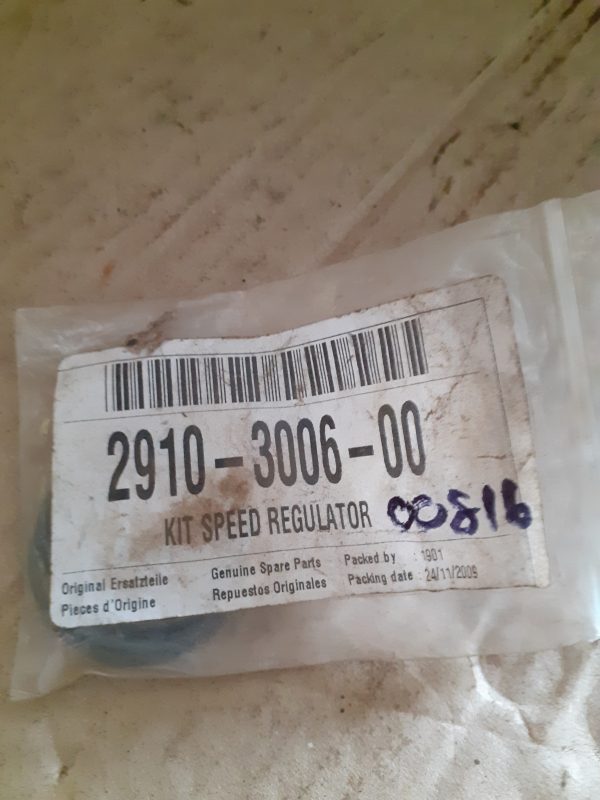 2910-3006-00
KIT SPEED REGULATOR 00816
Original Ersatzteile Genuine Spare Parts Packed by : 1901
Pieces d'Origine Repuestos Originales Packing date : 24/11/2009